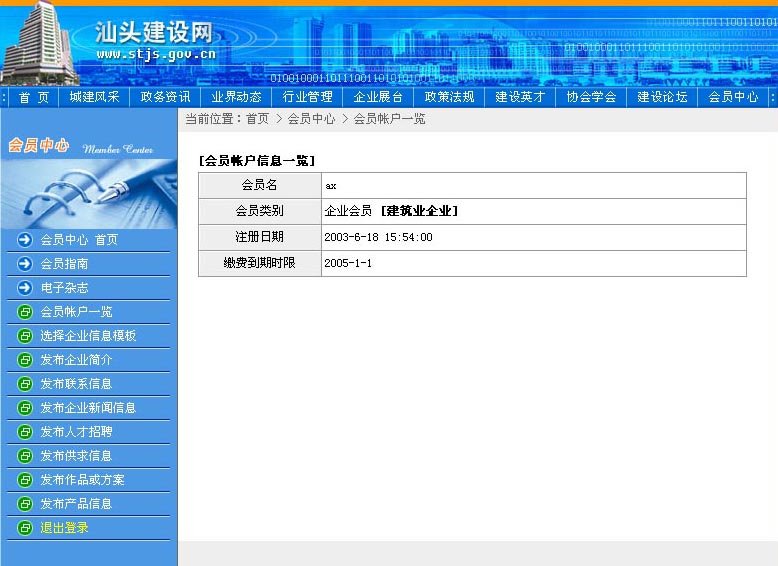 汕头建设网
www.stjs.gov.cn
首 页 城建风采 政务资讯 业界动态 行业管理 企业展台 政策法规 建设英才 协会学会 建设论坛 会员中心
会员中心 Member Center
当前位置：首页 > 会员中心 > 会员帐户一览
[会员帐户信息一览]
会员名 ax
会员类别 企业会员 [建筑业企业]
注册日期 2003-6-18 15:54:00
缴费到期时限 2005-1-1
会员中心 首页
会员指南
电子杂志
会员帐户一览
选择企业信息模板
发布企业简介
发布联系信息
发布企业新闻信息
发布人才招聘
发布供求信息
发布作品或方案
发布产品信息
退出登录